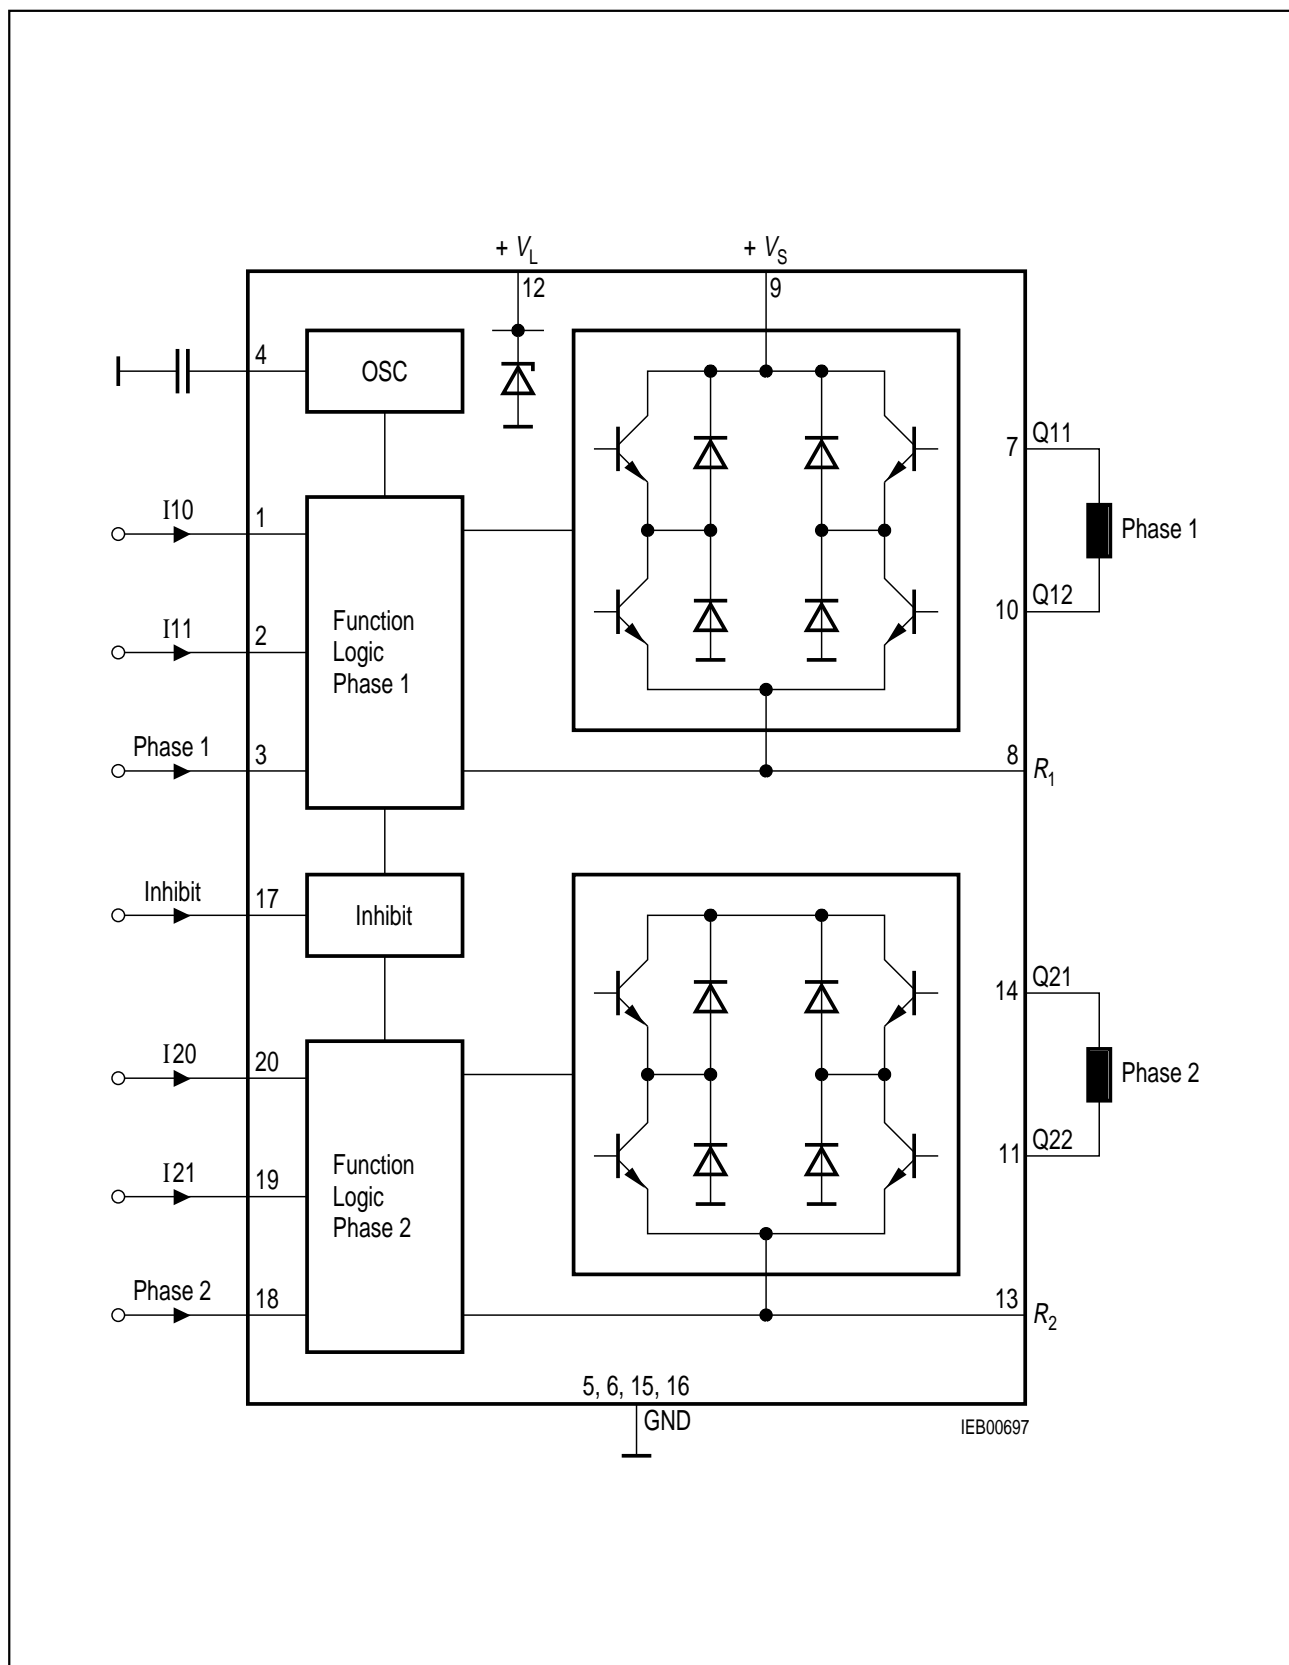 + VL
+ VS
12
9
4
OSC
7
Q11
I10
1
Phase 1
10
Q12
I11
2
Function
Logic
Phase 1
Phase 1
3
8
R1
Inhibit
17
Inhibit
14
Q21
I20
20
Phase 2
11
Q22
I21
19
Function
Logic
Phase 2
Phase 2
18
13
R2
5, 6, 15, 16
GND
IEB00697